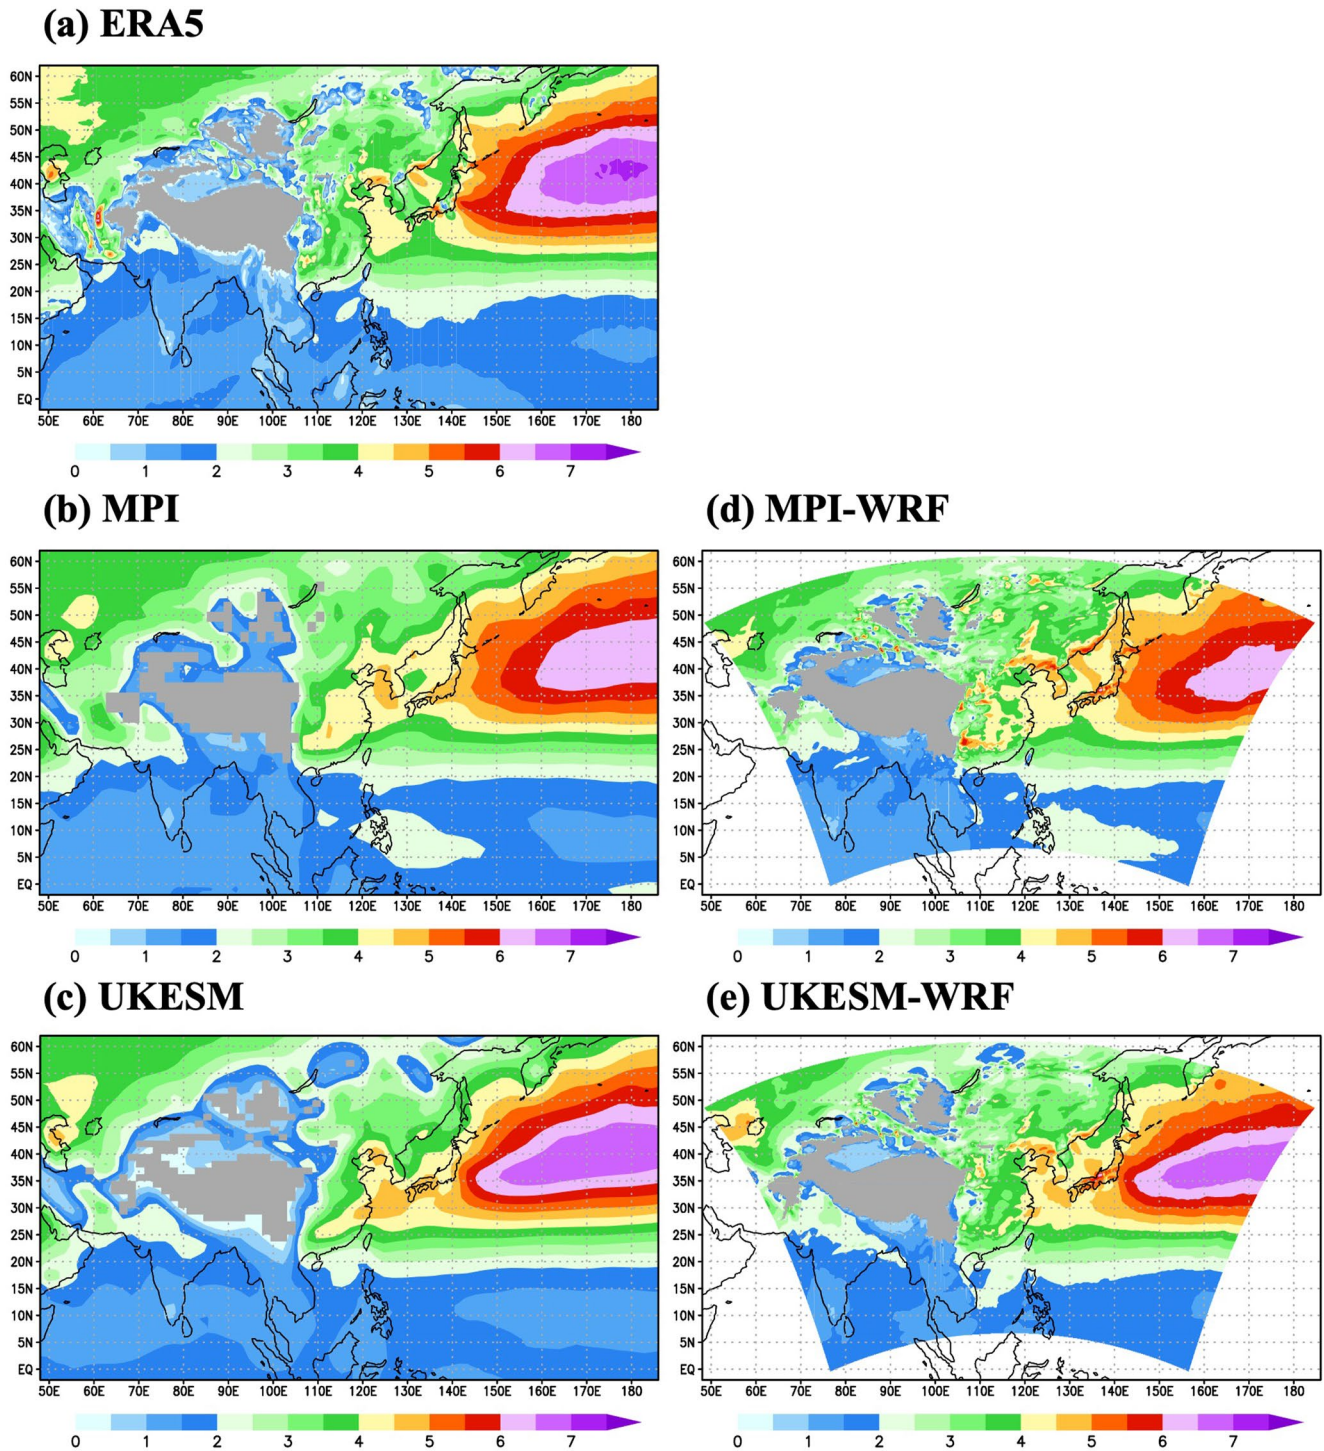 (a) ERA5
60N
55N
50N
45N
40N
35N
30N
25N
20N
15N
10N
5N
EQ
50E 60E 70E 80E 90E 100E 110E 120E 130E 140E 150E 160E 170E 180
0 1 2 3 4 5 6 7
(b) MPI
60N
55N
50N
45N
40N
35N
30N
25N
20N
15N
10N
5N
EQ
50E 60E 70E 80E 90E 100E 110E 120E 130E 140E 150E 160E 170E 180
0 1 2 3 4 5 6 7
(d) MPI-WRF
60N
55N
50N
45N
40N
35N
30N
25N
20N
15N
10N
5N
EQ
50E 60E 70E 80E 90E 100E 110E 120E 130E 140E 150E 160E 170E 180
0 1 2 3 4 5 6 7
(c) UKESM
60N
55N
50N
45N
40N
35N
30N
25N
20N
15N
10N
5N
EQ
50E 60E 70E 80E 90E 100E 110E 120E 130E 140E 150E 160E 170E 180
0 1 2 3 4 5 6 7
(e) UKESM-WRF
60N
55N
50N
45N
40N
35N
30N
25N
20N
15N
10N
5N
EQ
50E 60E 70E 80E 90E 100E 110E 120E 130E 140E 150E 160E 170E 180
0 1 2 3 4 5 6 7